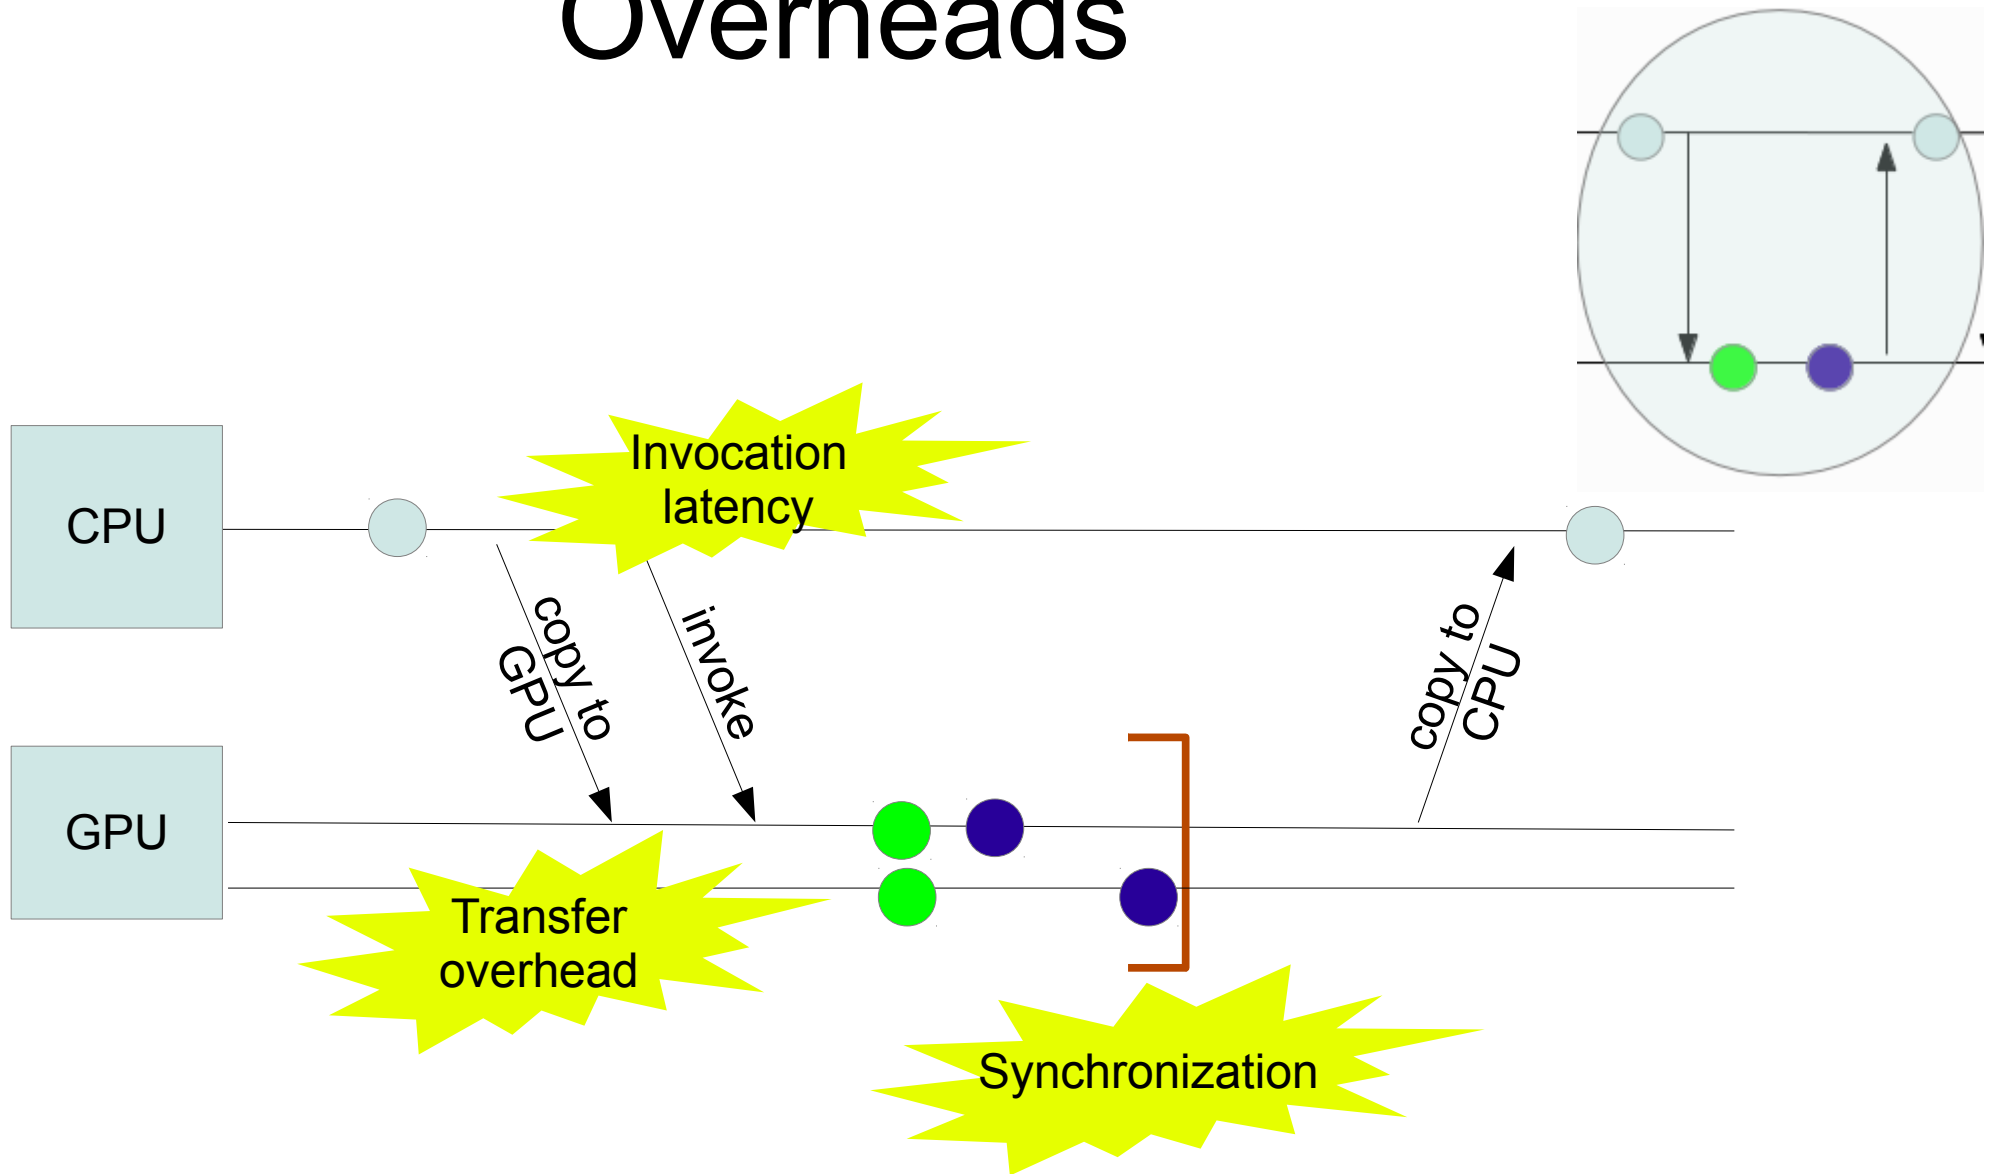 Overheads
Invocation
latency
CPU
copy to
GPU
invoke
copy to
CPU
GPU
Transfer
overhead
Synchronization